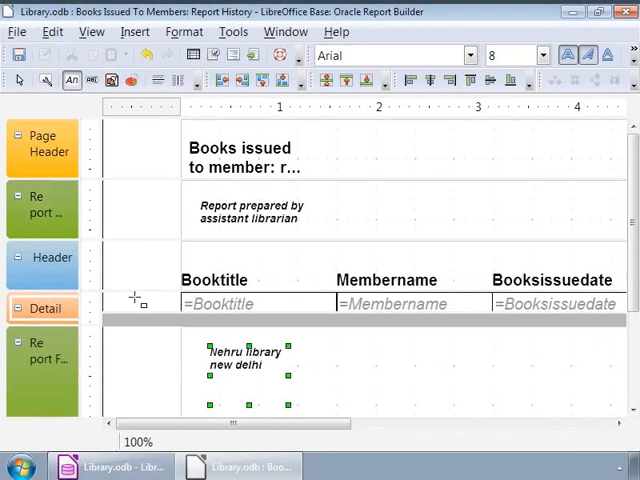 Library.odb : Books Issued To Members: Report History - LibreOffice Base: Oracle Report Builder
File Edit View Insert Format Tools Window Help
Arial 8
1 2 3 4
Page
Header
Books issued
to member: r...
Re
port ...
Report prepared by
assistant librarian
Header
Booktitle Membername Booksissuedate
Detail
=Booktitle =Membername =Booksissuedate
Re
port F...
Nehru library
new delhi
100%
Library.odb - Libr... Library.odb : Boo...